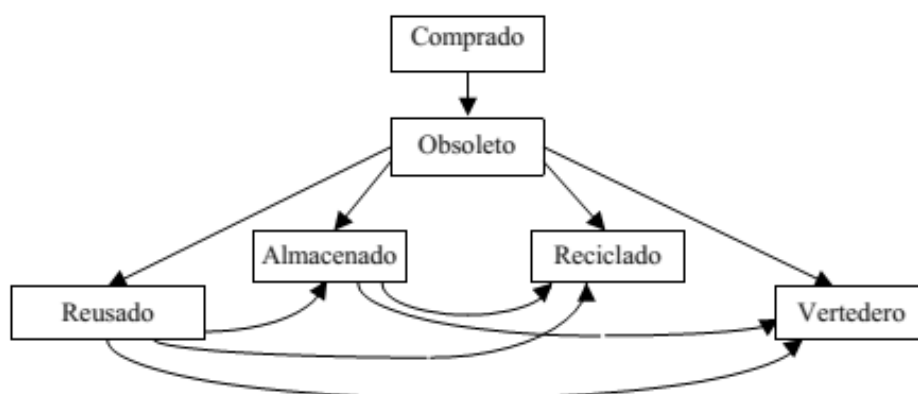 Comprado
Obsoleto
Almacenado
Reciclado
Reusado
Vertedero